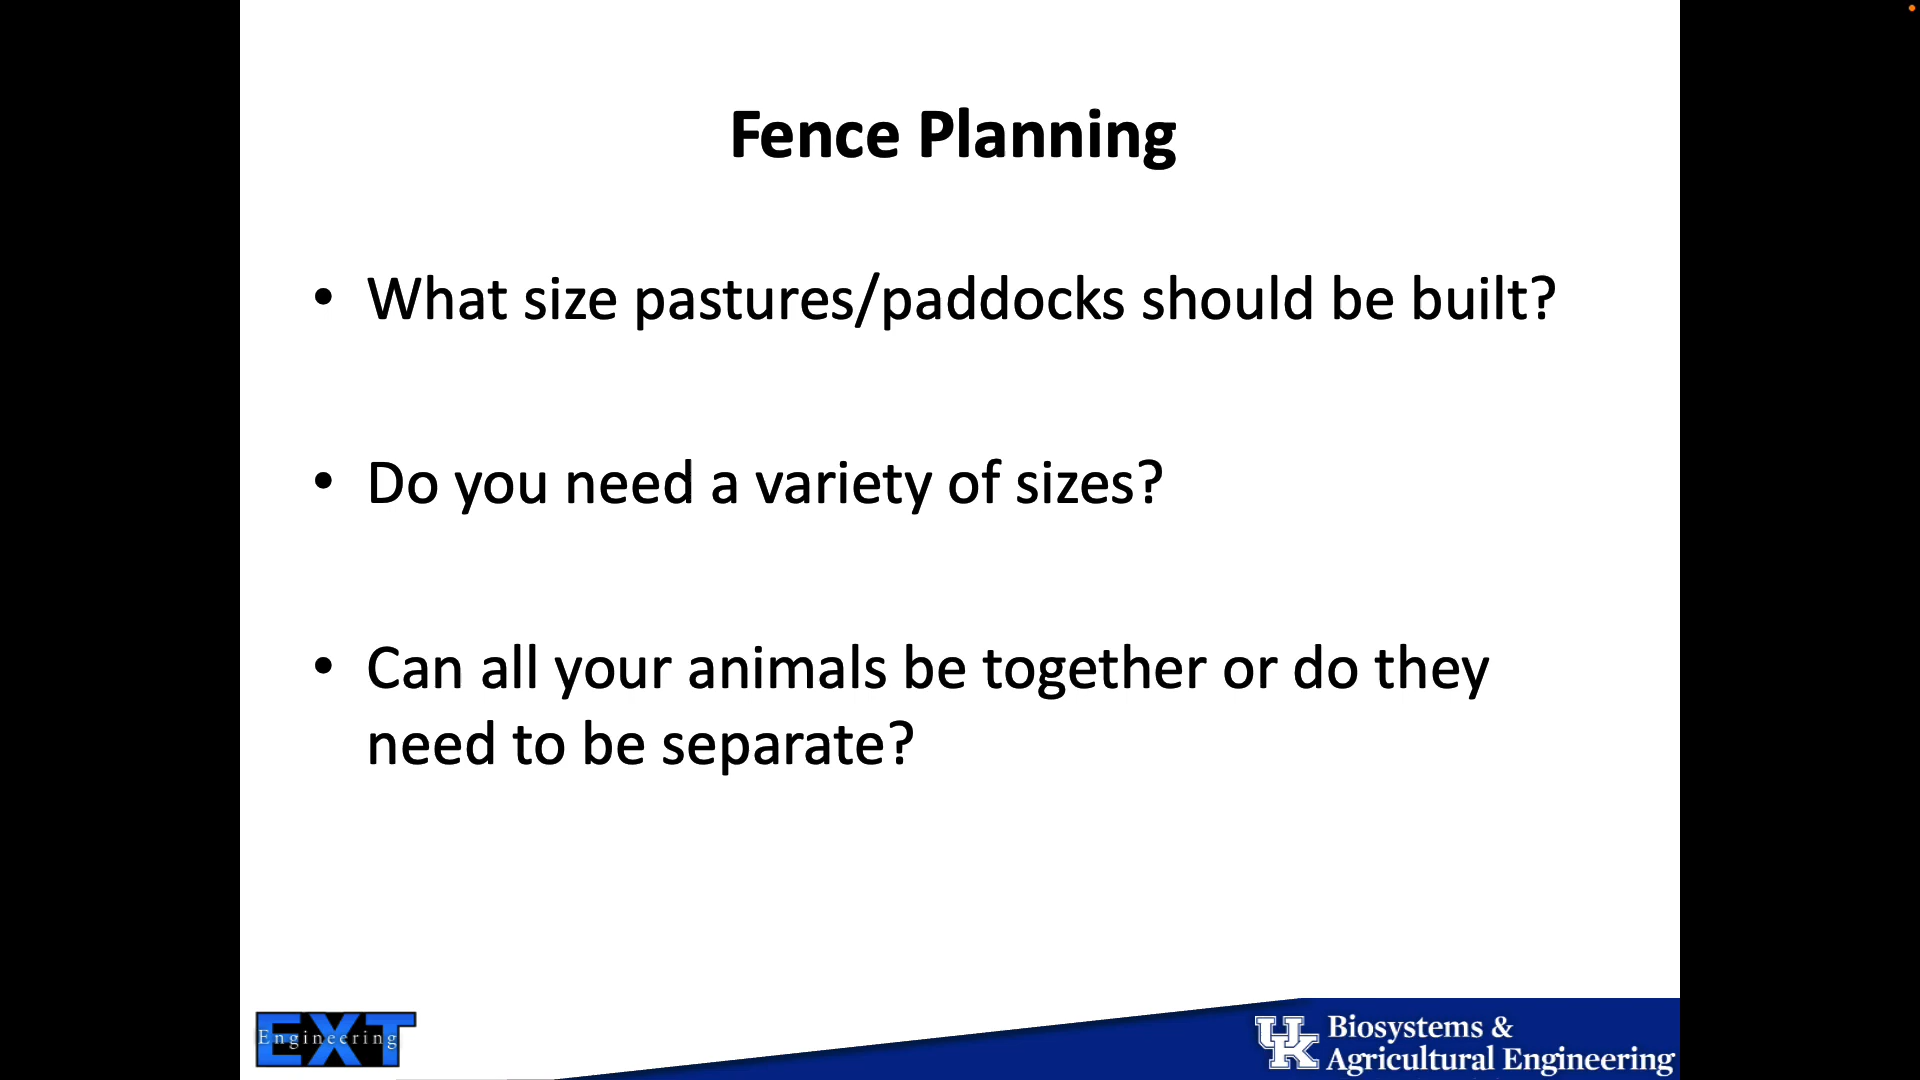 Fence Planning
• What size pastures/paddocks should be built?
• Do you need a variety of sizes?
• Can all your animals be together or do they
need to be separate?
EXT
Engineering
UK
Biosystems &
Agricultural Engineering